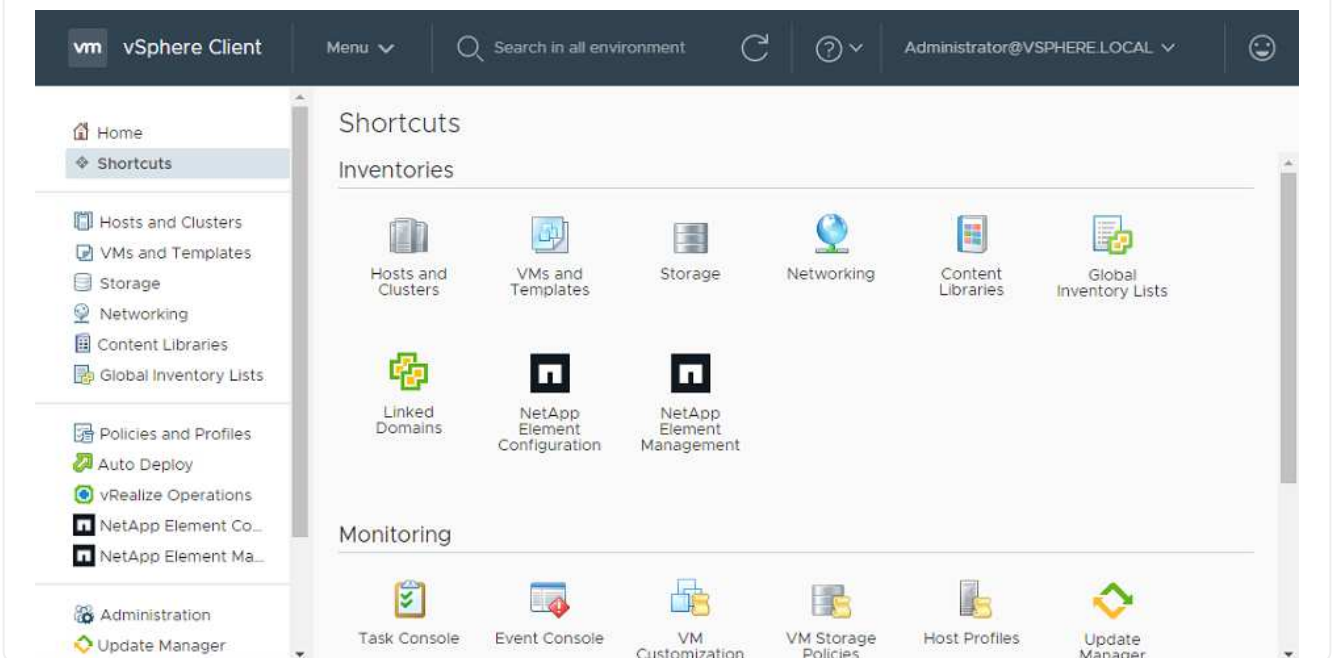 vm vSphere Client Menu Search in all environment Administrator@VSPHERE.LOCAL
Home
Shortcuts
Hosts and Clusters
VMs and Templates
Storage
Networking
Content Libraries
Global Inventory Lists
Policies and Profiles
Auto Deploy
vRealize Operations
NetApp Element Co...
NetApp Element Ma...
Administration
Update Manager
Shortcuts
Inventories
Hosts and
Clusters
VMs and
Templates
Storage
Networking
Content
Libraries
Global
Inventory Lists
Linked
Domains
NetApp
Element
Configuration
NetApp
Element
Management
Monitoring
Task Console
Event Console
VM
Customization
VM Storage
Policies
Host Profiles
Update
Manager